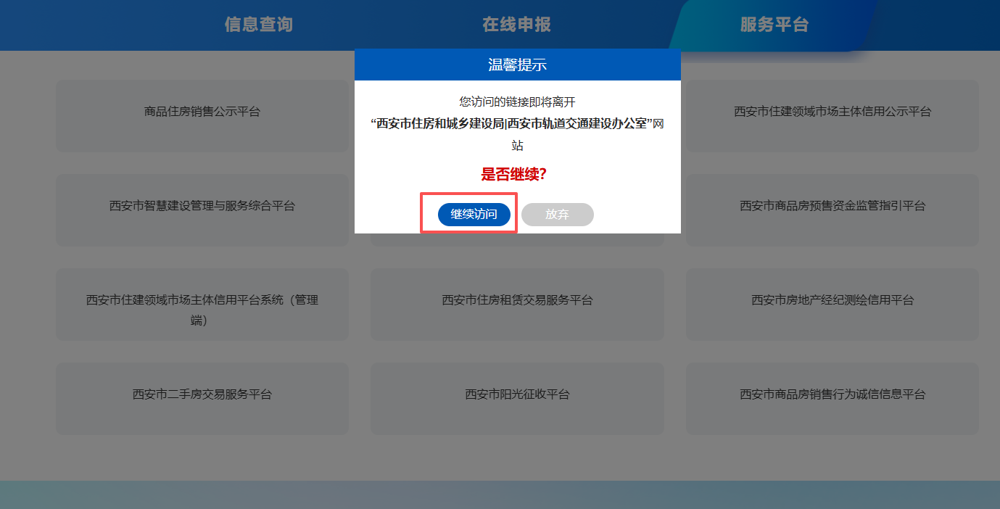 信息查询
在线申报
服务平台
温馨提示
您访问的链接即将离开
“西安市住房和城乡建设局|西安市轨道交通建设办公室”网
站
是否继续?
继续访问
放弃
商品住房销售公示平台
西安市住建领域市场主体信用公示平台
西安市智慧建设管理与服务综合平台
西安市商品房预售资金监管指引平台
西安市住建领域市场主体信用平台系统（管理
端）
西安市住房租赁交易服务平台
西安市房地产经纪测绘信用平台
西安市二手房交易服务平台
西安市阳光征收平台
西安市商品房销售行为诚信信息平台